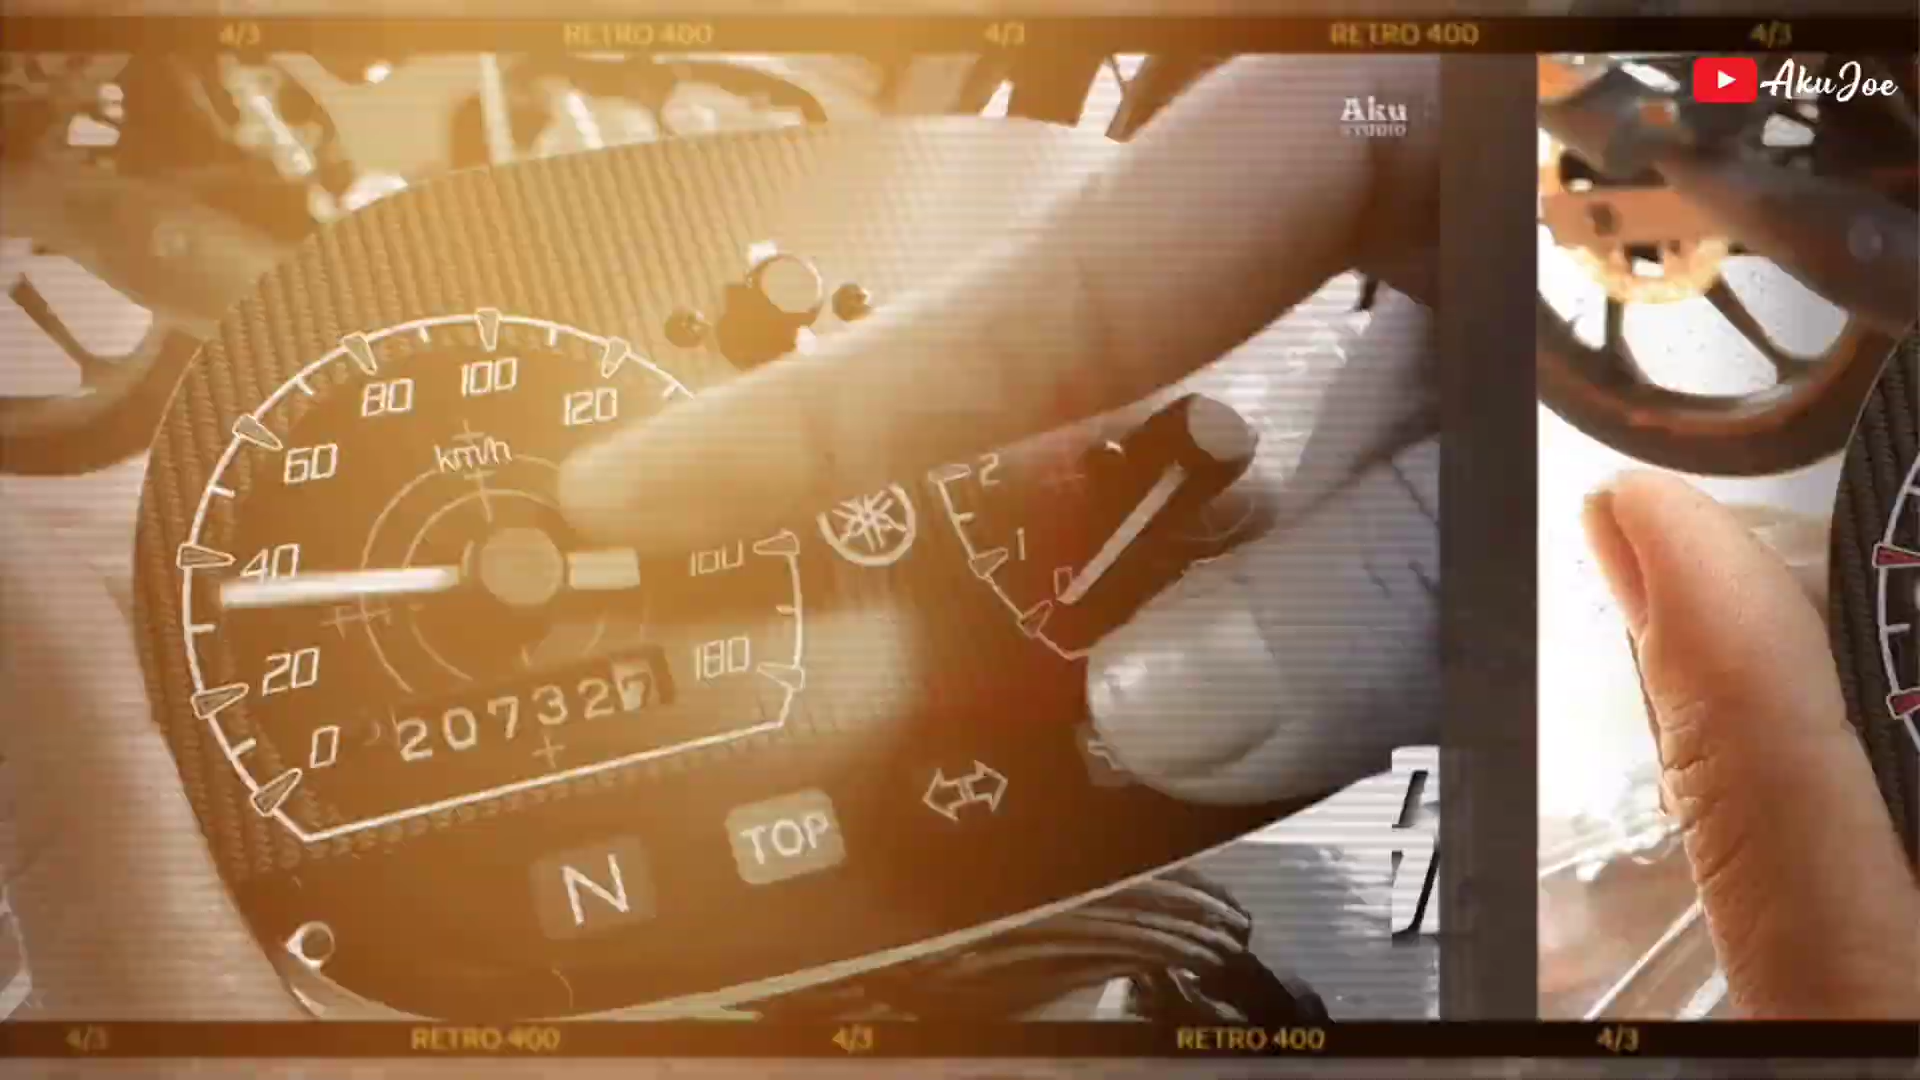 4/3 RETRO 400 4/3 RETRO 400 4/3
AkuJoe
Aku
STUDIO
80 100 120
km/h
60
2
40
1
0
20
180
0
207327
TOP
N
4/3 RETRO 400 4/3 RETRO 400 4/3